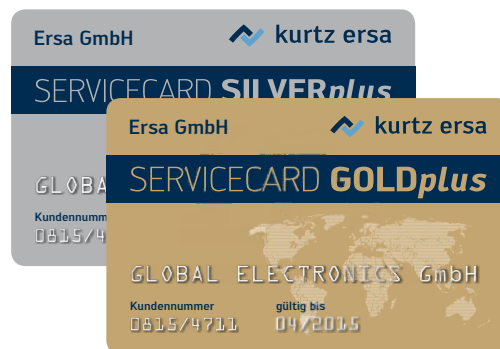 Ersa GmbH
kurtz ersa
SERVICECARD SILVERplus
GLOBA
Kundennumm
0815/4
Ersa GmbH
kurtz ersa
SERVICECARD GOLDplus
GLOBAL ELECTRONICS GmbH
Kundennummer
gültig bis
0815/4711
04/2015